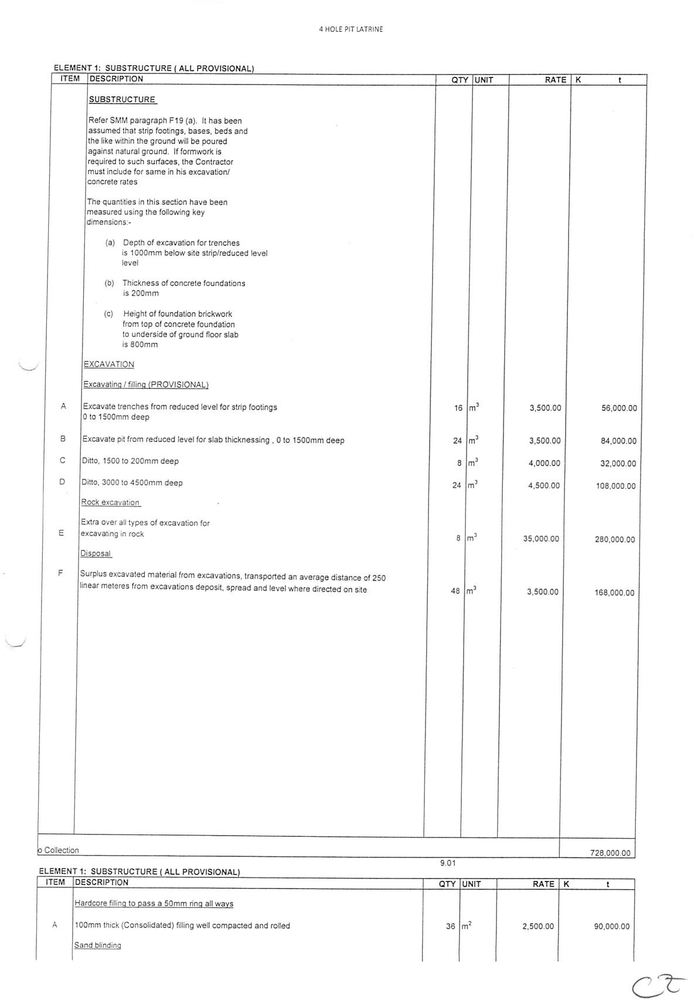 4 HOLE PIT LATRINE
ELEMENT 1: SUBSTRUCTURE ( ALL PROVISIONAL)
ITEM DESCRIPTION QTY UNIT RATE K t
SUBSTRUCTURE
Refer SMM paragraph F19 (a). It has been
assumed that strip footings, bases, beds and
the like within the ground will be poured
against natural ground. If formwork is
required to such surfaces, the Contractor
must include for same in his excavation/
concrete rates
The quantities in this section have been
measured using the following key
dimensions:-
(a) Depth of excavation for trenches
is 1000mm below site strip/reduced level
level
(b) Thickness of concrete foundations
is 200mm
(c) Height of foundation brickwork
from top of concrete foundation
to underside of ground floor slab
is 800mm
EXCAVATION
Excavating / filling (PROVISIONAL)
A Excavate trenches from reduced level for strip footings 16 m³ 3,500.00 56,000.00
0 to 1500mm deep
B Excavate pit from reduced level for slab thicknessing , 0 to 1500mm deep 24 m³ 3,500.00 84,000.00
C Ditto, 1500 to 200mm deep 8 m³ 4,000.00 32,000.00
D Ditto, 3000 to 4500mm deep 24 m³ 4,500.00 108,000.00
Rock excavation
Extra over all types of excavation for
E excavating in rock 8 m³ 35,000.00 280,000.00
Disposal
F Surplus excavated material from excavations, transported an average distance of 250
linear meteres from excavations deposit, spread and level where directed on site 48 m³ 3,500.00 168,000.00
o Collection 728,000.00
9.01
ELEMENT 1: SUBSTRUCTURE ( ALL PROVISIONAL)
ITEM DESCRIPTION QTY UNIT RATE K t
Hardcore filling to pass a 50mm ring all ways
A 100mm thick (Consolidated) filling well compacted and rolled 36 m² 2,500.00 90,000.00
Sand blinding